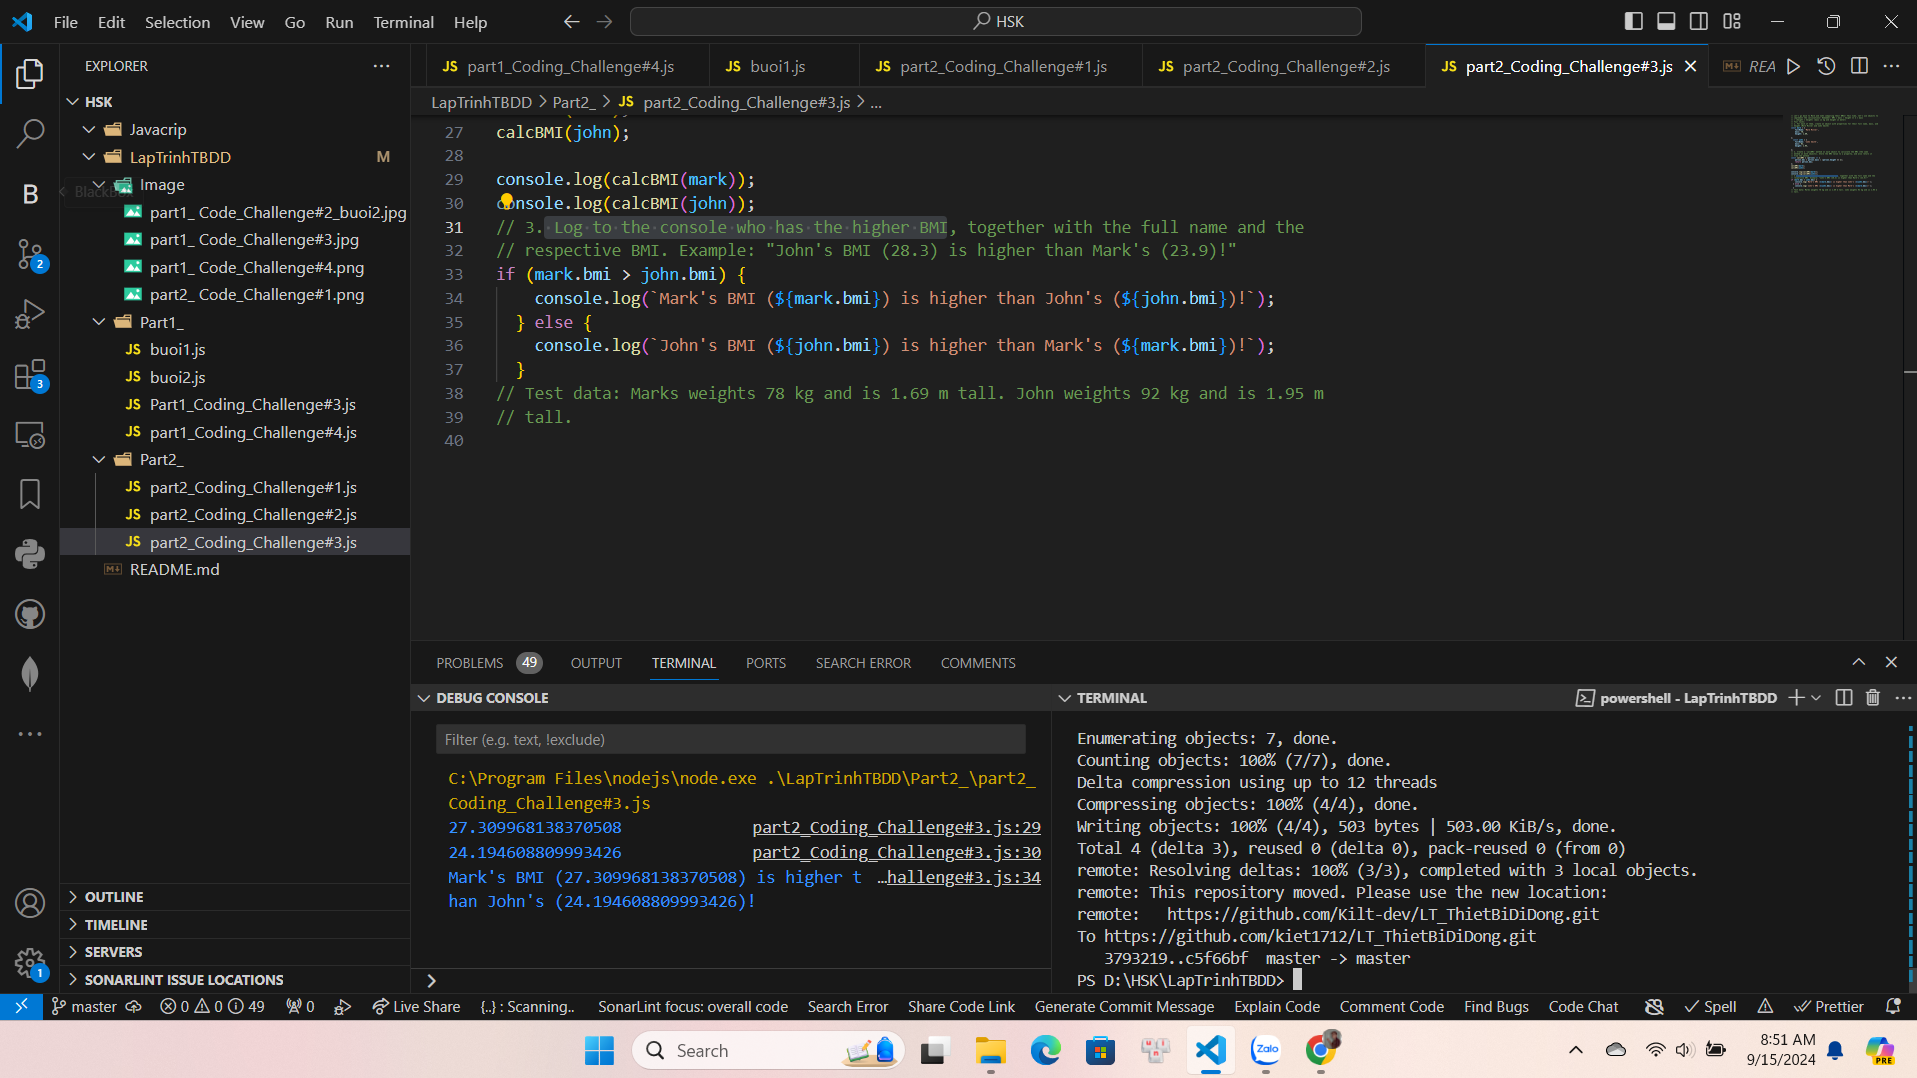 File Edit Selection View Go Run Terminal Help
HSK
EXPLORER
HSK
Javacrip
LapTrinhTBDD M
Image
part1_ Code_Challenge#2_buoi2.jpg
part1_ Code_Challenge#3.jpg
part1_ Code_Challenge#4.png
part2_ Code_Challenge#1.png
Part1_
buoi1.js
buoi2.js
Part1_Coding_Challenge#3.js
part1_Coding_Challenge#4.js
Part2_
part2_Coding_Challenge#1.js
part2_Coding_Challenge#2.js
part2_Coding_Challenge#3.js
README.md
OUTLINE
TIMELINE
SERVERS
SONARLINT ISSUE LOCATIONS
part1_Coding_Challenge#4.js buoi1.js part2_Coding_Challenge#1.js part2_Coding_Challenge#2.js part2_Coding_Challenge#3.js REA
LapTrinhTBDD > Part2_ > JS part2_Coding_Challenge#3.js > ...
27 calcBMI(john);
28
29 console.log(calcBMI(mark));
30 console.log(calcBMI(john));
31 // 3. Log to the console who has the higher BMI, together with the full name and the
32 // respective BMI. Example: "John's BMI (28.3) is higher than Mark's (23.9)!"
33 if (mark.bmi > john.bmi) {
34 console.log(`Mark's BMI (${mark.bmi}) is higher than John's (${john.bmi})!`);
35 } else {
36 console.log(`John's BMI (${john.bmi}) is higher than Mark's (${mark.bmi})!`);
37 }
38 // Test data: Marks weights 78 kg and is 1.69 m tall. John weights 92 kg and is 1.95 m
39 // tall.
40
PROBLEMS 49 OUTPUT TERMINAL PORTS SEARCH ERROR COMMENTS
DEBUG CONSOLE
Filter (e.g. text, !exclude)
C:\Program Files\nodejs\node.exe .\LapTrinhTBDD\Part2_\part2_
Coding_Challenge#3.js
27.309968138370508 part2_Coding_Challenge#3.js:29
24.194608809993426 part2_Coding_Challenge#3.js:30
Mark's BMI (27.309968138370508) is higher t …hallenge#3.js:34
han John's (24.194608809993426)!
TERMINAL powershell - LapTrinhTBDD
Enumerating objects: 7, done.
Counting objects: 100% (7/7), done.
Delta compression using up to 12 threads
Compressing objects: 100% (4/4), done.
Writing objects: 100% (4/4), 503 bytes | 503.00 KiB/s, done.
Total 4 (delta 3), reused 0 (delta 0), pack-reused 0 (from 0)
remote: Resolving deltas: 100% (3/3), completed with 3 local objects.
remote: This repository moved. Please use the new location:
remote:   https://github.com/Kilt-dev/LT_ThietBiDiDong.git
To https://github.com/kiet1712/LT_ThietBiDiDong.git
3793219..c5f66bf  master -> master
PS D:\HSK\LapTrinhTBDD>
master 0 0 49 0 Live Share {..} : Scanning.. SonarLint focus: overall code Search Error Share Code Link Generate Commit Message Explain Code Comment Code Find Bugs Code Chat Spell Prettier
Search
Zalo
PRE
8:51 AM
9/15/2024